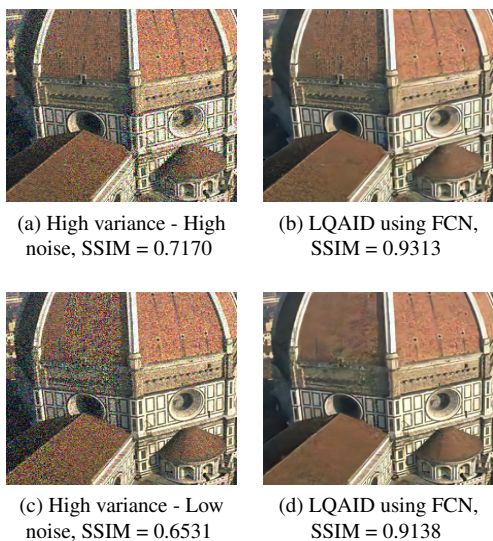 (a) High variance - High
noise, SSIM = 0.7170
(b) LQAID using FCN,
SSIM = 0.9313
(c) High variance - Low
noise, SSIM = 0.6531
(d) LQAID using FCN,
SSIM = 0.9138